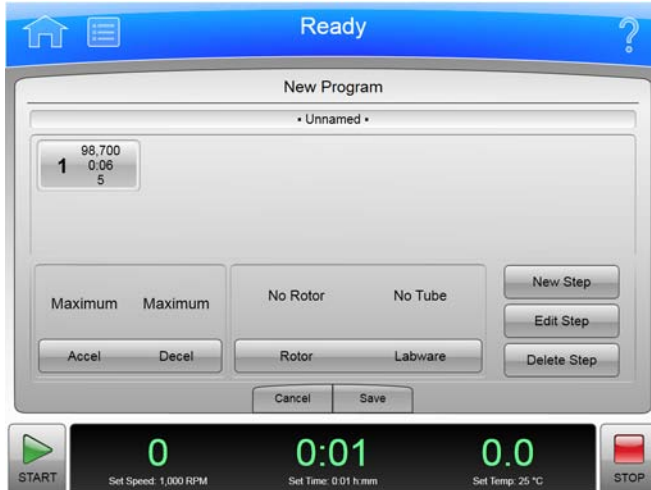 Ready
?
New Program
• Unnamed •
1
98,700
0:06
5
Maximum Maximum
Accel Decel
No Rotor No Tube
Rotor Labware
New Step
Edit Step
Delete Step
Cancel Save
START
0
Set Speed: 1,000 RPM
0:01
Set Time: 0:01 h:mm
0.0
Set Temp: 25 °C
STOP